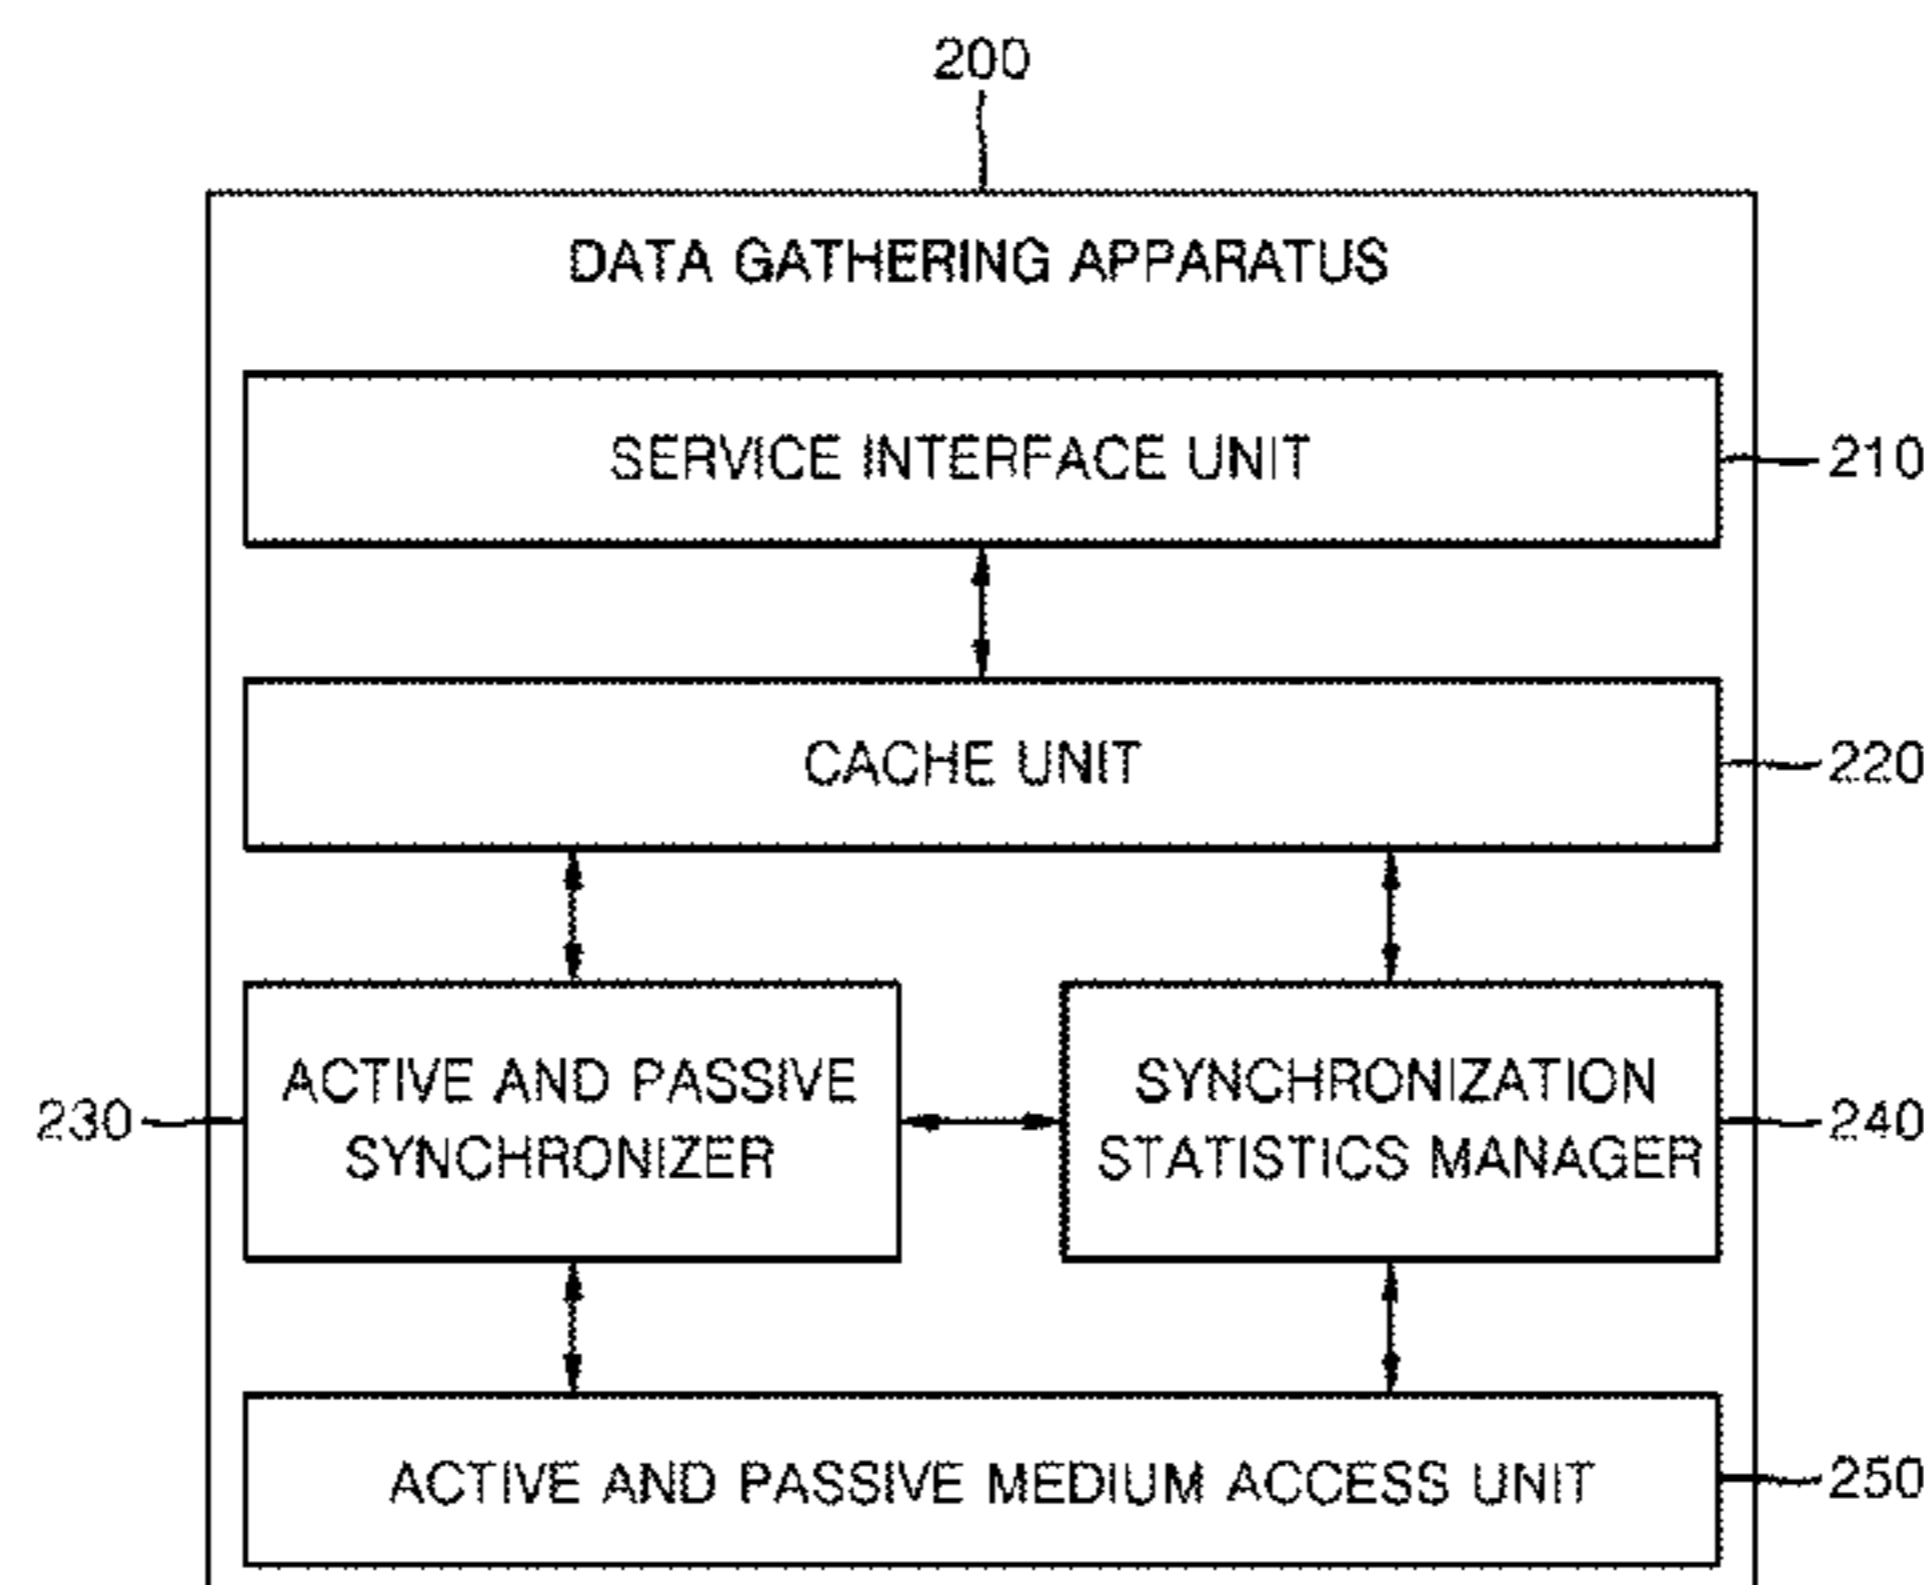 200
DATA GATHERING APPARATUS
SERVICE INTERFACE UNIT
210
CACHE UNIT
220
230
ACTIVE AND PASSIVE
SYNCHRONIZER
SYNCHRONIZATION
STATISTICS MANAGER
240
ACTIVE AND PASSIVE MEDIUM ACCESS UNIT
250